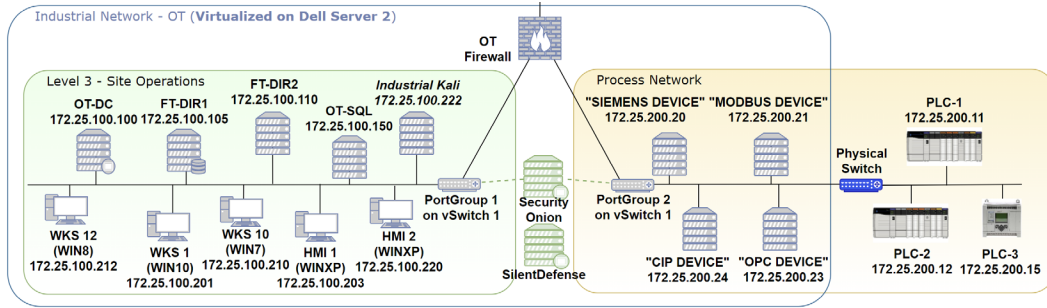 Industrial Network - OT (Virtualized on Dell Server 2)
OT
Firewall
Level 3 - Site Operations
OT-DC
172.25.100.100
FT-DIR1
172.25.100.105
FT-DIR2
172.25.100.110
OT-SQL
172.25.100.150
Industrial Kali
172.25.100.222
WKS 12
(WIN8)
172.25.100.212
WKS 1
(WIN10)
172.25.100.201
WKS 10
(WIN7)
172.25.100.210
HMI 1
(WINXP)
172.25.100.203
HMI 2
(WINXP)
172.25.100.220
PortGroup 1
on vSwitch 1
Security
Onion
SilentDefense
PortGroup 2
on vSwitch 1
Process Network
"SIEMENS DEVICE"
172.25.200.20
"MODBUS DEVICE"
172.25.200.21
"CIP DEVICE"
172.25.200.24
"OPC DEVICE"
172.25.200.23
Physical
Switch
PLC-1
172.25.200.11
PLC-2
172.25.200.12
PLC-3
172.25.200.15